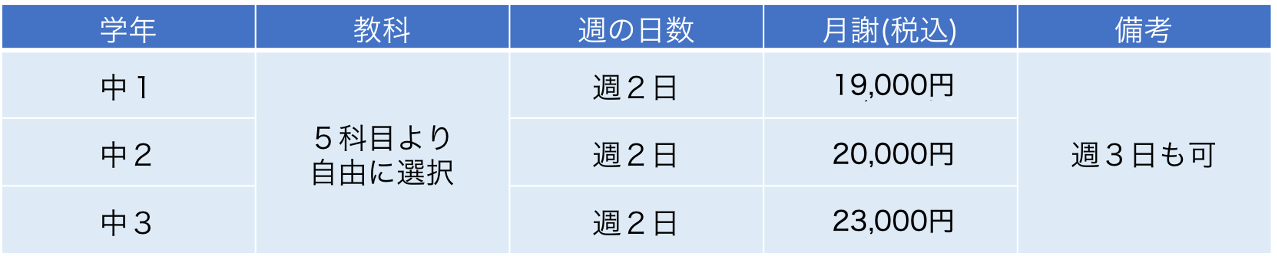 学年 教科 週の日数 月謝(税込) 備考
中１ 週２日 19,000円
５科目より
自由に選択
中２ 週２日 20,000円 週３日も可
中３ 週２日 23,000円